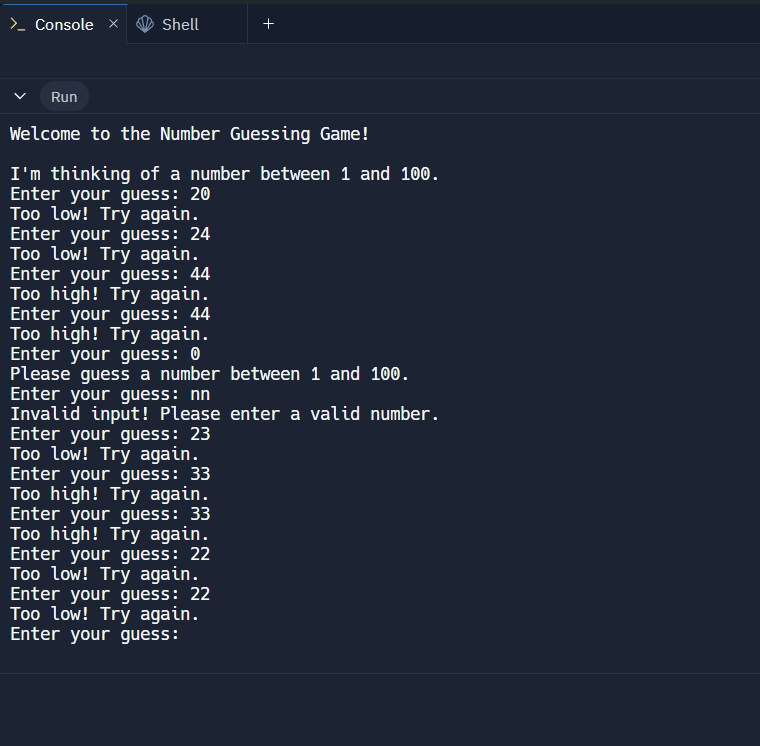 Console × Shell +
Run
Welcome to the Number Guessing Game!
I'm thinking of a number between 1 and 100.
Enter your guess: 20
Too low! Try again.
Enter your guess: 24
Too low! Try again.
Enter your guess: 44
Too high! Try again.
Enter your guess: 44
Too high! Try again.
Enter your guess: 0
Please guess a number between 1 and 100.
Enter your guess: nn
Invalid input! Please enter a valid number.
Enter your guess: 23
Too low! Try again.
Enter your guess: 33
Too high! Try again.
Enter your guess: 33
Too high! Try again.
Enter your guess: 22
Too low! Try again.
Enter your guess: 22
Too low! Try again.
Enter your guess: